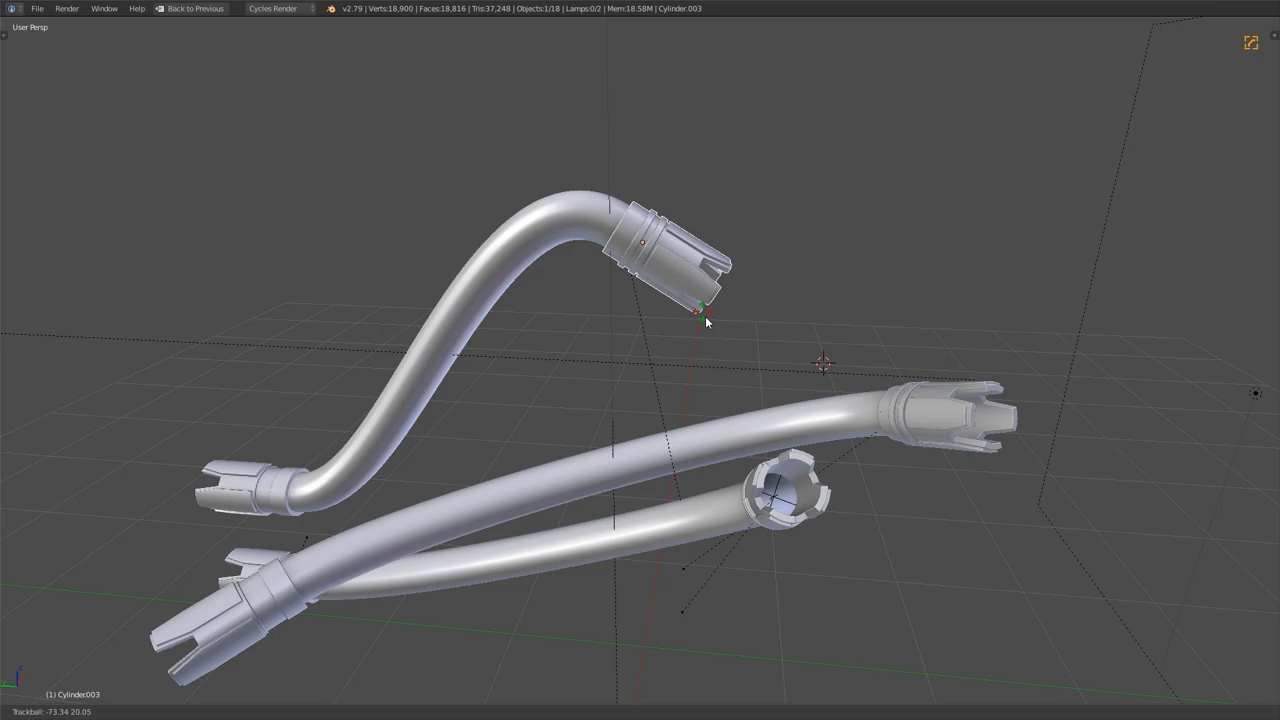 File Render Window Help Back to Previous Cycles Render v2.79 | Verts:18,900 | Faces:18,816 | Tris:37,248 | Objects:1/18 | Lamps:0/2 | Mem:18.58M | Cylinder.003
User Persp
(1) Cylinder.003
Trackball: -73.34 20.05